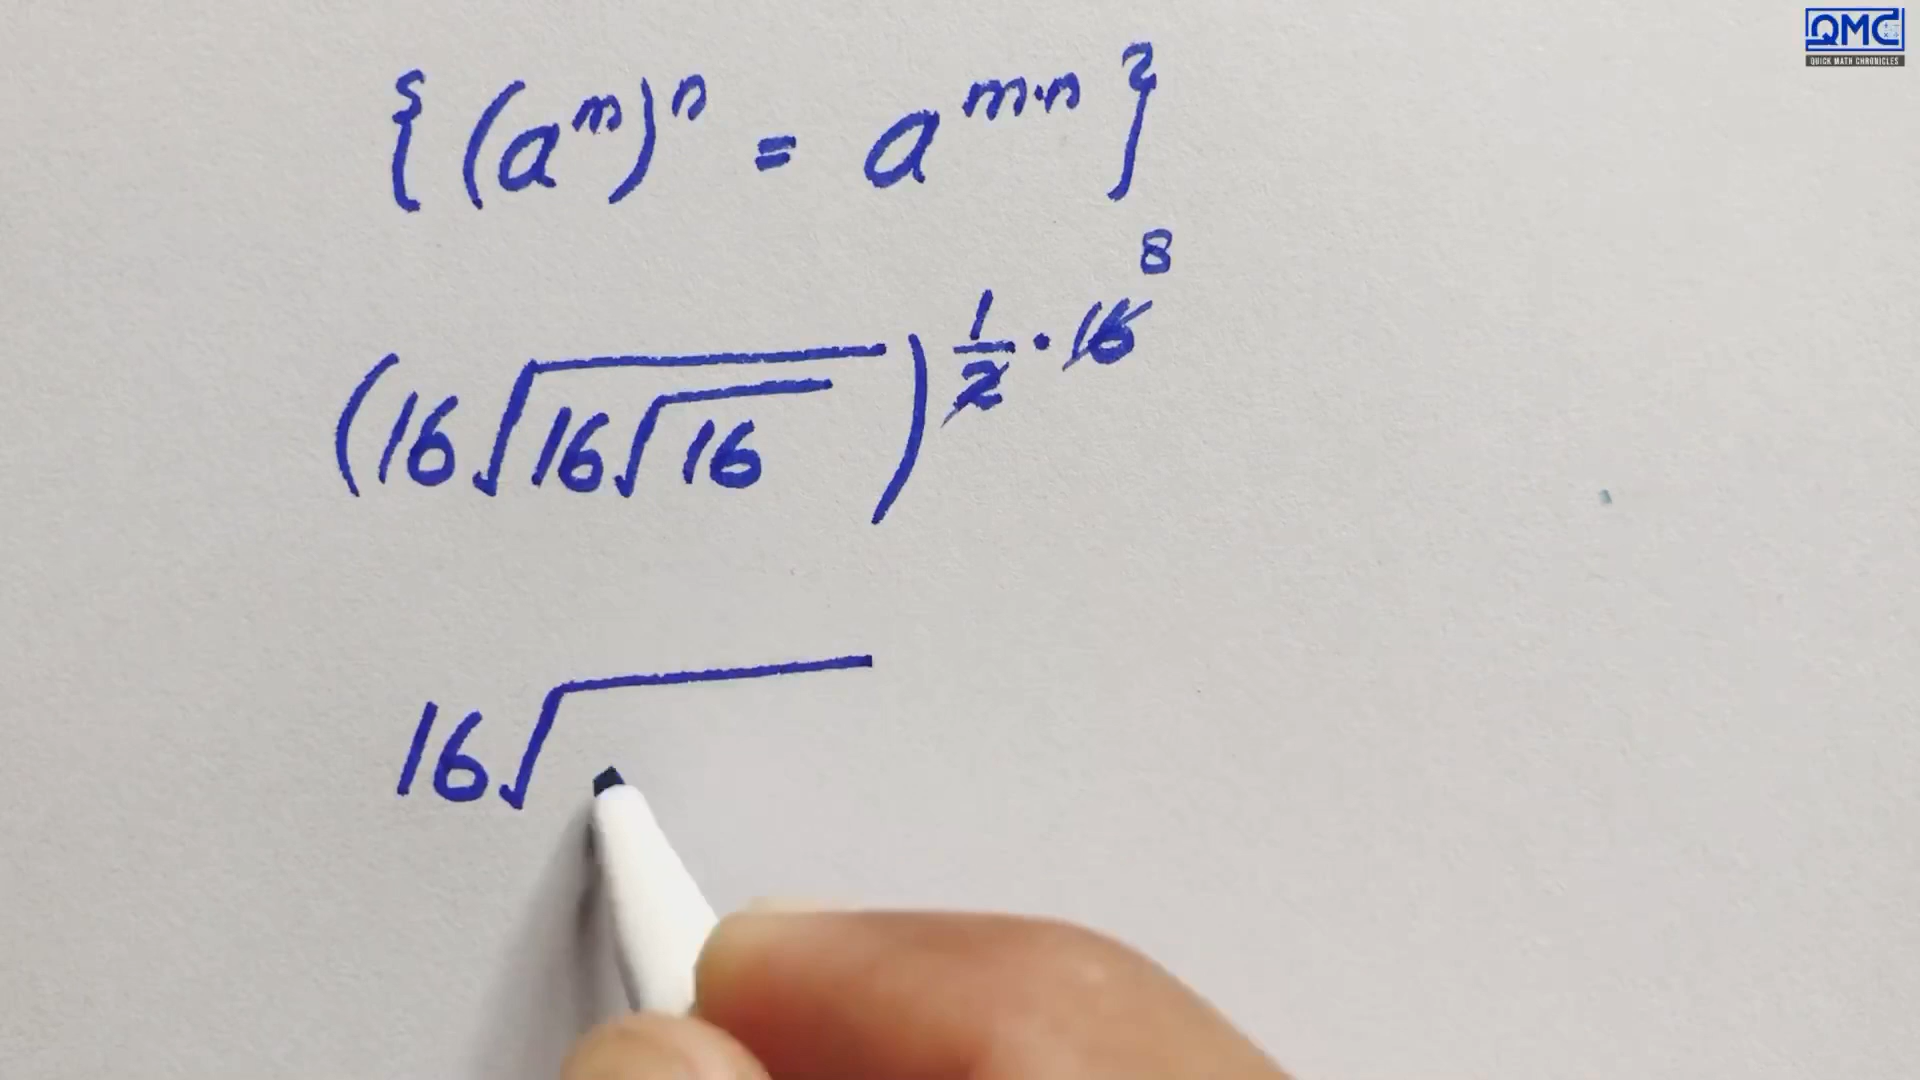 QMC
QUICK MATH CHRONICLES
{(a^m)^n = a^{m·n}}
(16√(16√16))^{1/2 · 16} 8
16√